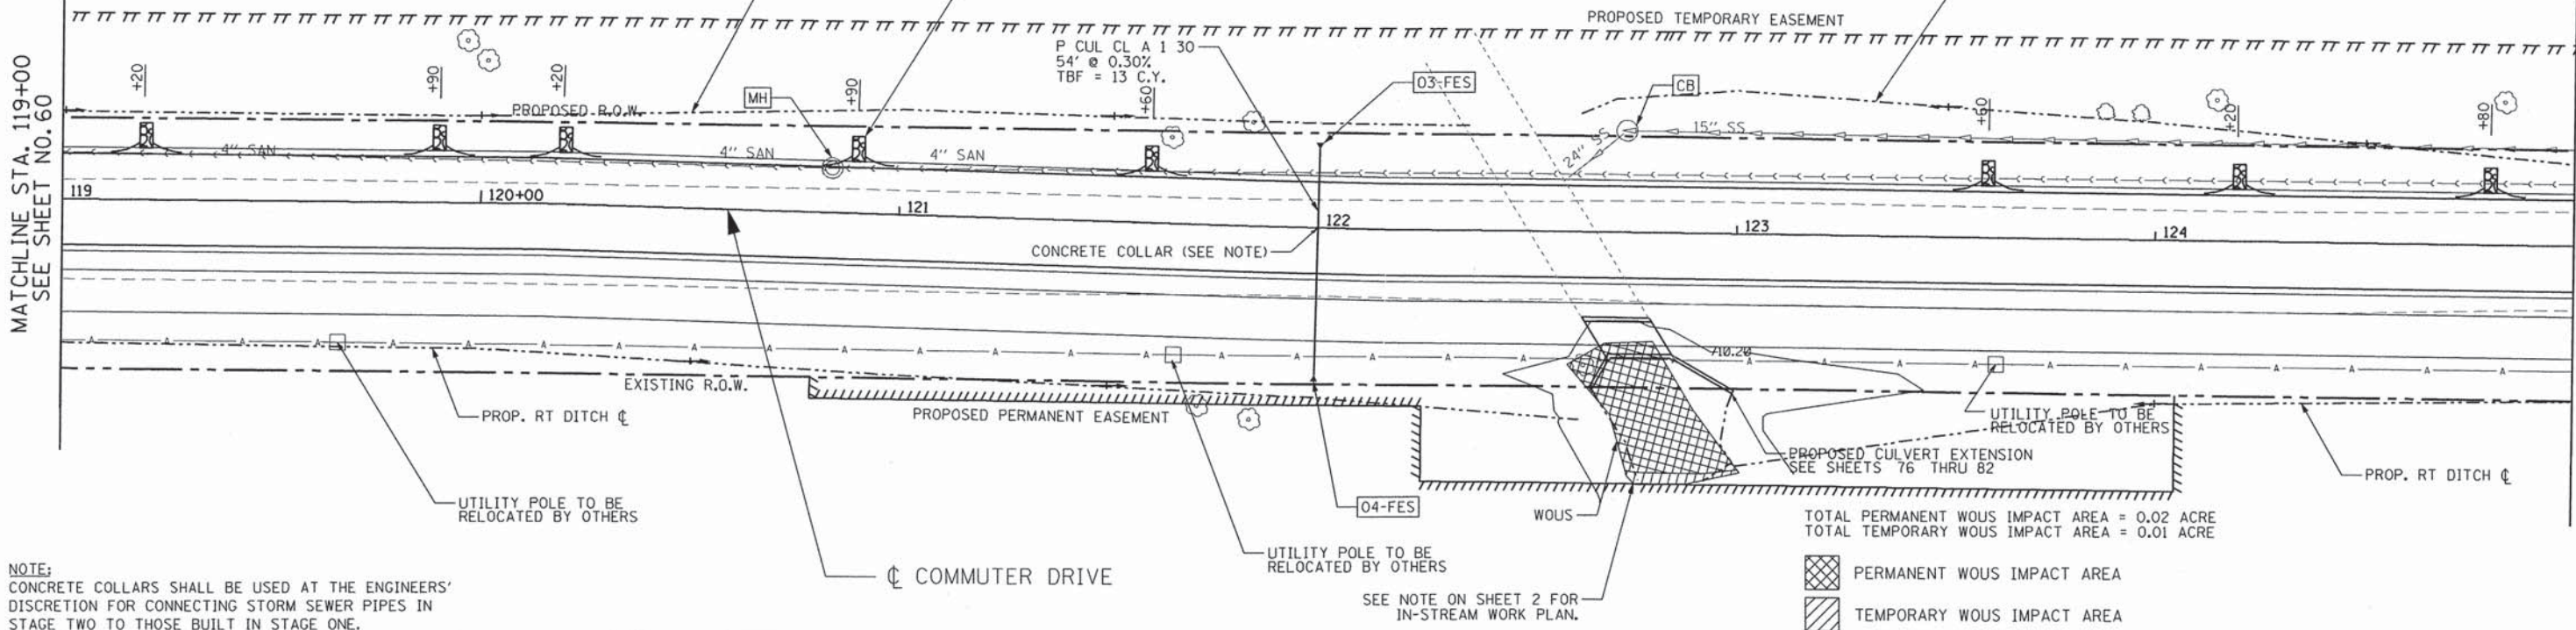 PROPOSED TEMPORARY EASEMENT
MATCHLINE STA. 119+00
SEE SHEET NO. 60
P CUL CL A 1 30
54' @ 0.30%
TBF = 13 C.Y.
+20
+90
+20
MH
+90
+60
03-FES
CB
+60
+20
+80
PROPOSED R.O.W.
4" SAN
4" SAN
4" SAN
24" SS
15" SS
119
120+00
121
122
123
124
CONCRETE COLLAR (SEE NOTE)
A A A A A A A A A A A A A A A A A A A A A A A A A A A A A A
710.20
EXISTING R.O.W.
PROP. RT DITCH ℄
PROPOSED PERMANENT EASEMENT
UTILITY POLE TO BE
RELOCATED BY OTHERS
PROPOSED CULVERT EXTENSION
SEE SHEETS 76 THRU 82
PROP. RT DITCH ℄
UTILITY POLE TO BE
RELOCATED BY OTHERS
04-FES
WOUS
TOTAL PERMANENT WOUS IMPACT AREA = 0.02 ACRE
TOTAL TEMPORARY WOUS IMPACT AREA = 0.01 ACRE
UTILITY POLE TO BE
RELOCATED BY OTHERS
℄ COMMUTER DRIVE
PERMANENT WOUS IMPACT AREA
SEE NOTE ON SHEET 2 FOR
IN-STREAM WORK PLAN.
TEMPORARY WOUS IMPACT AREA
NOTE:
CONCRETE COLLARS SHALL BE USED AT THE ENGINEERS'
DISCRETION FOR CONNECTING STORM SEWER PIPES IN
STAGE TWO TO THOSE BUILT IN STAGE ONE.